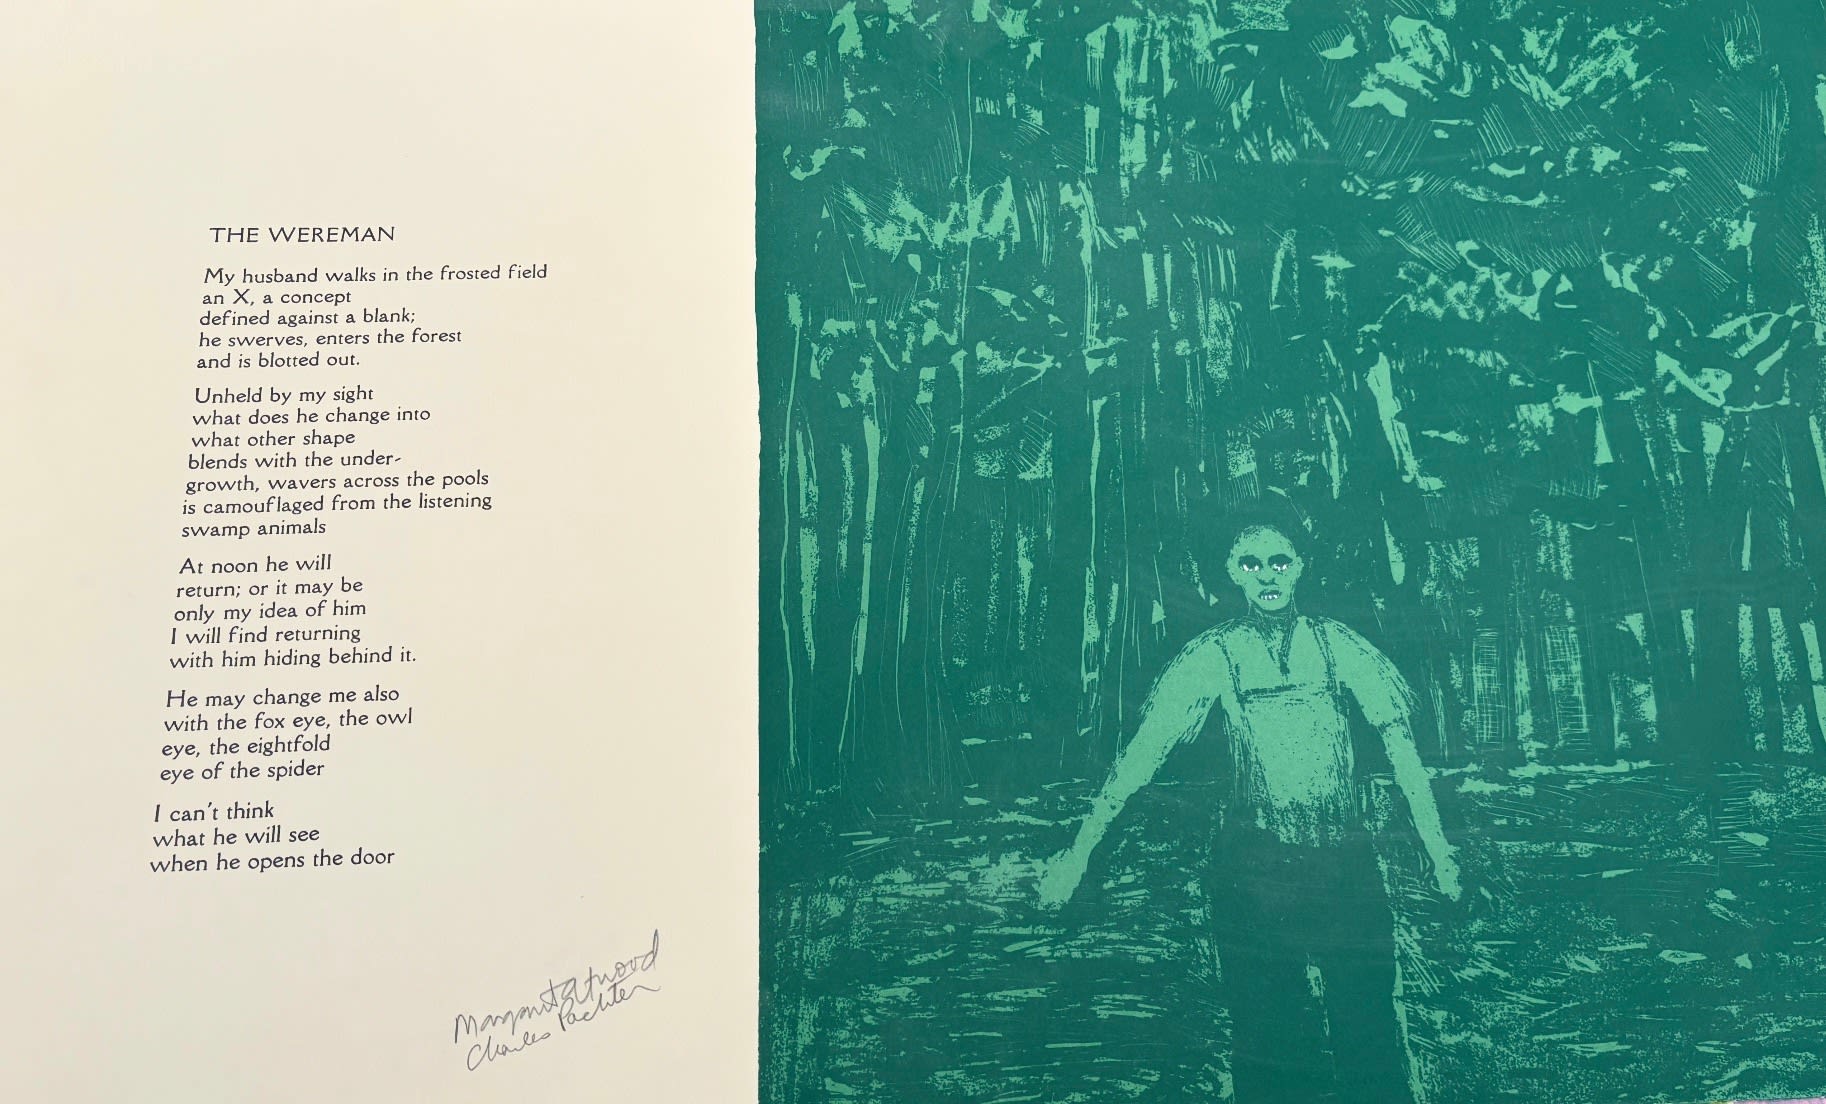 THE WEREMAN
My husband walks in the frosted field
an X, a concept
defined against a blank;
he swerves, enters the forest
and is blotted out.
Unheld by my sight
what does he change into
what other shape
blends with the under-
growth, wavers across the pools
is camouflaged from the listening
swamp animals
At noon he will
return; or it may be
only my idea of him
I will find returning
with him hiding behind it.
He may change me also
with the fox eye, the owl
eye, the eightfold
eye of the spider
I can't think
what he will see
when he opens the door
Margaret Atwood
Charles Pachter